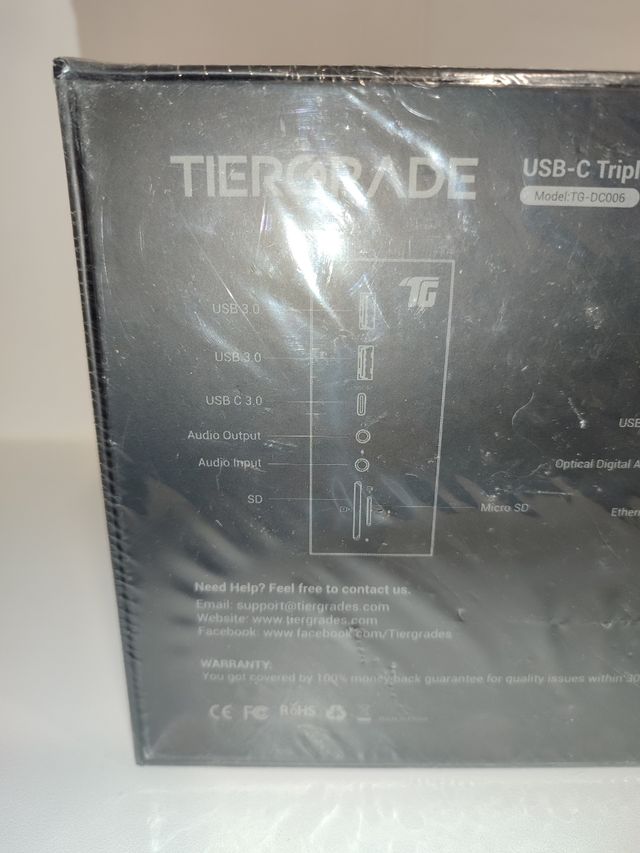 TIERGRADE
USB-C Tripl
Model:TG-DC006
TG
USB 3.0
USB 3.0
USB C 3.0
Audio Output
Audio Input
SD
Micro SD
USB
Optical Digital A
Ethern
Need Help? Feel free to contact us.
Email: support@tiergrades.com
Website: www.tiergrades.com
Facebook: www.facebook.com/Tiergrades
WARRANTY:
You got covered by 100% money back guarantee for quality issues within 30
CE FC RoHS